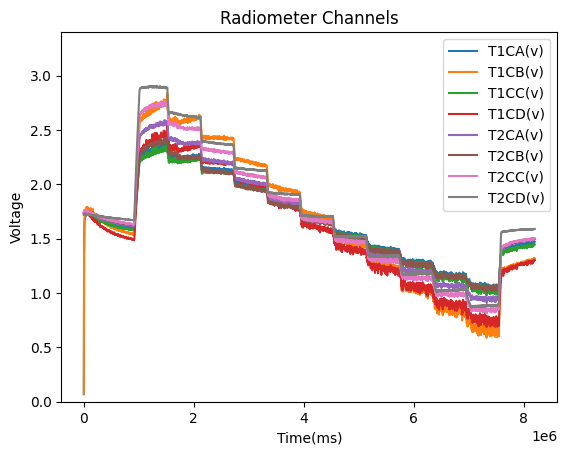 Radiometer Channels
Voltage
3.0
2.5
2.0
1.5
1.0
0.5
0.0
T1CA(v)
T1CB(v)
T1CC(v)
T1CD(v)
T2CA(v)
T2CB(v)
T2CC(v)
T2CD(v)
0
2
4
6
8
1e6
Time(ms)